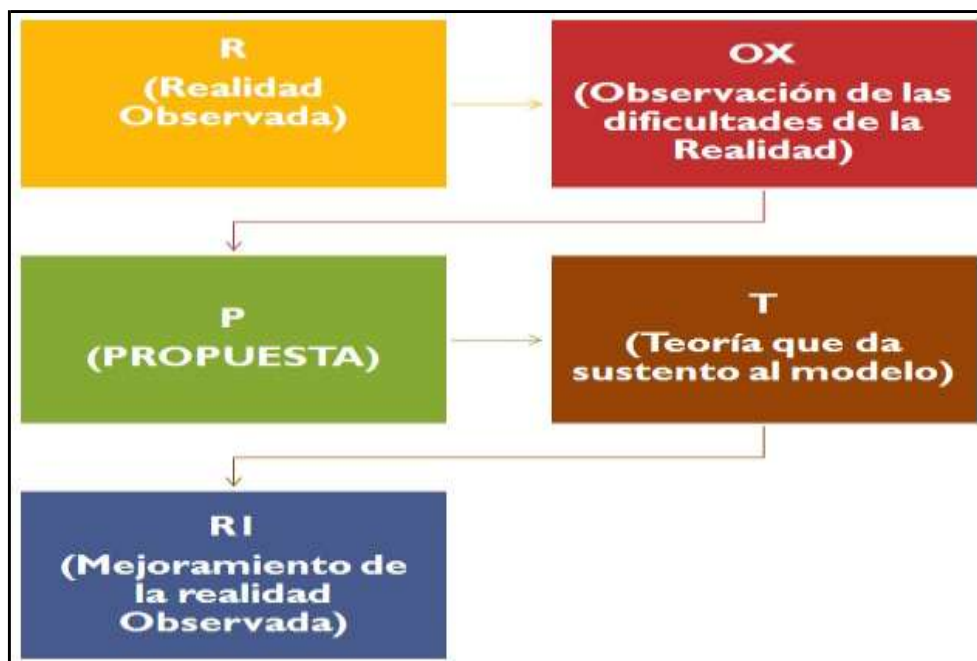 R
(Realidad
Observada)
OX
(Observación de las
dificultades de la
Realidad)
P
(PROPUESTA)
T
(Teoría que da
sustento al modelo)
R1
(Mejoramiento de
la realidad
Observada)